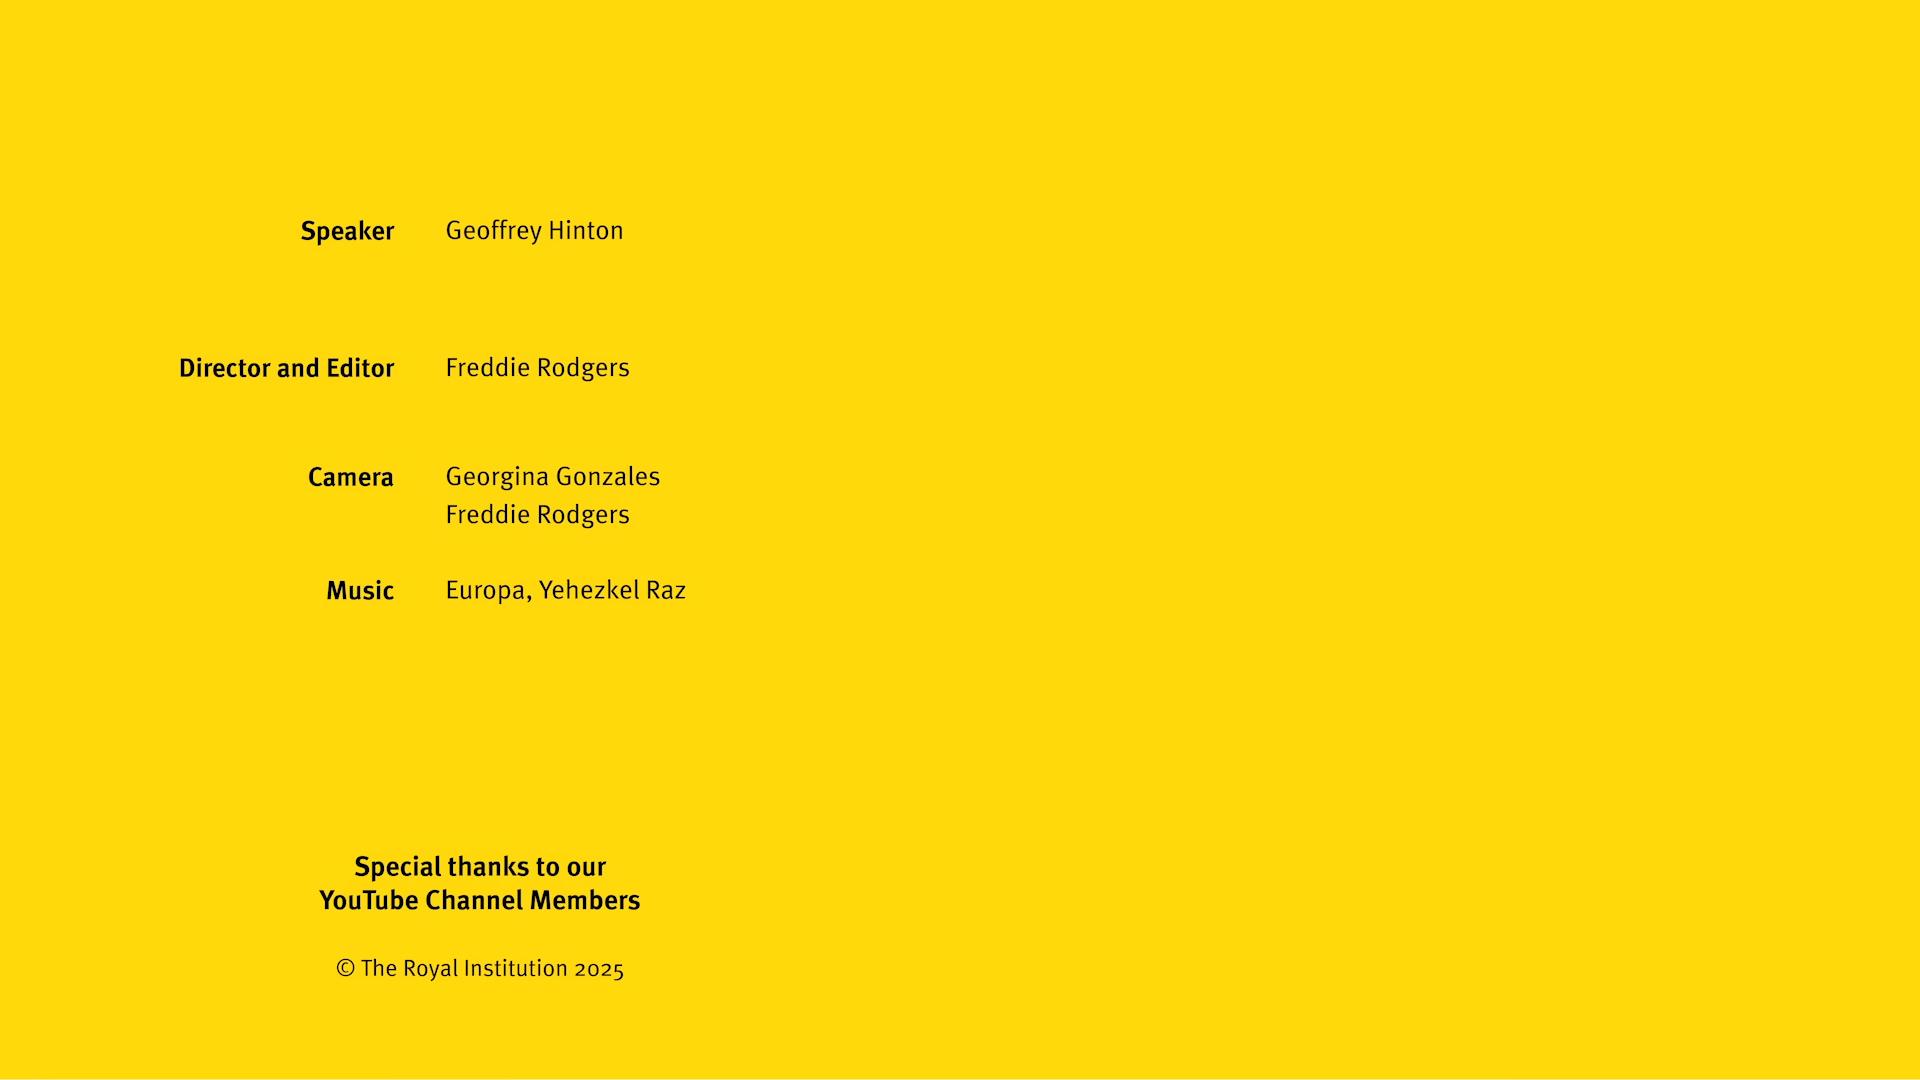 Speaker Geoffrey Hinton
Director and Editor Freddie Rodgers
Camera Georgina Gonzales
Freddie Rodgers
Music Europa, Yehezkel Raz
Special thanks to our
YouTube Channel Members
© The Royal Institution 2025